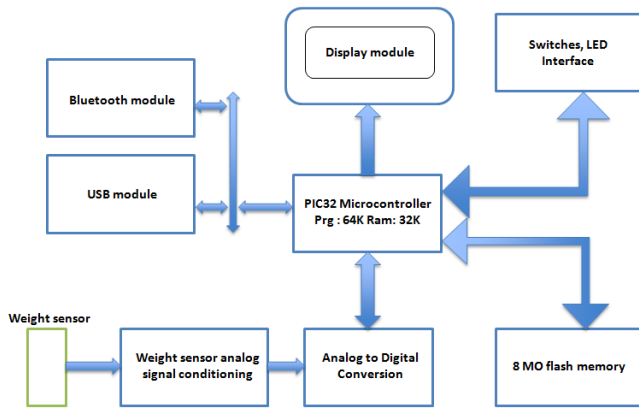 Display module
Switches, LED
Interface
Bluetooth module
USB module
PIC32 Microcontroller
Prg : 64K Ram: 32K
Weight sensor
Weight sensor analog
signal conditioning
Analog to Digital
Conversion
8 MO flash memory